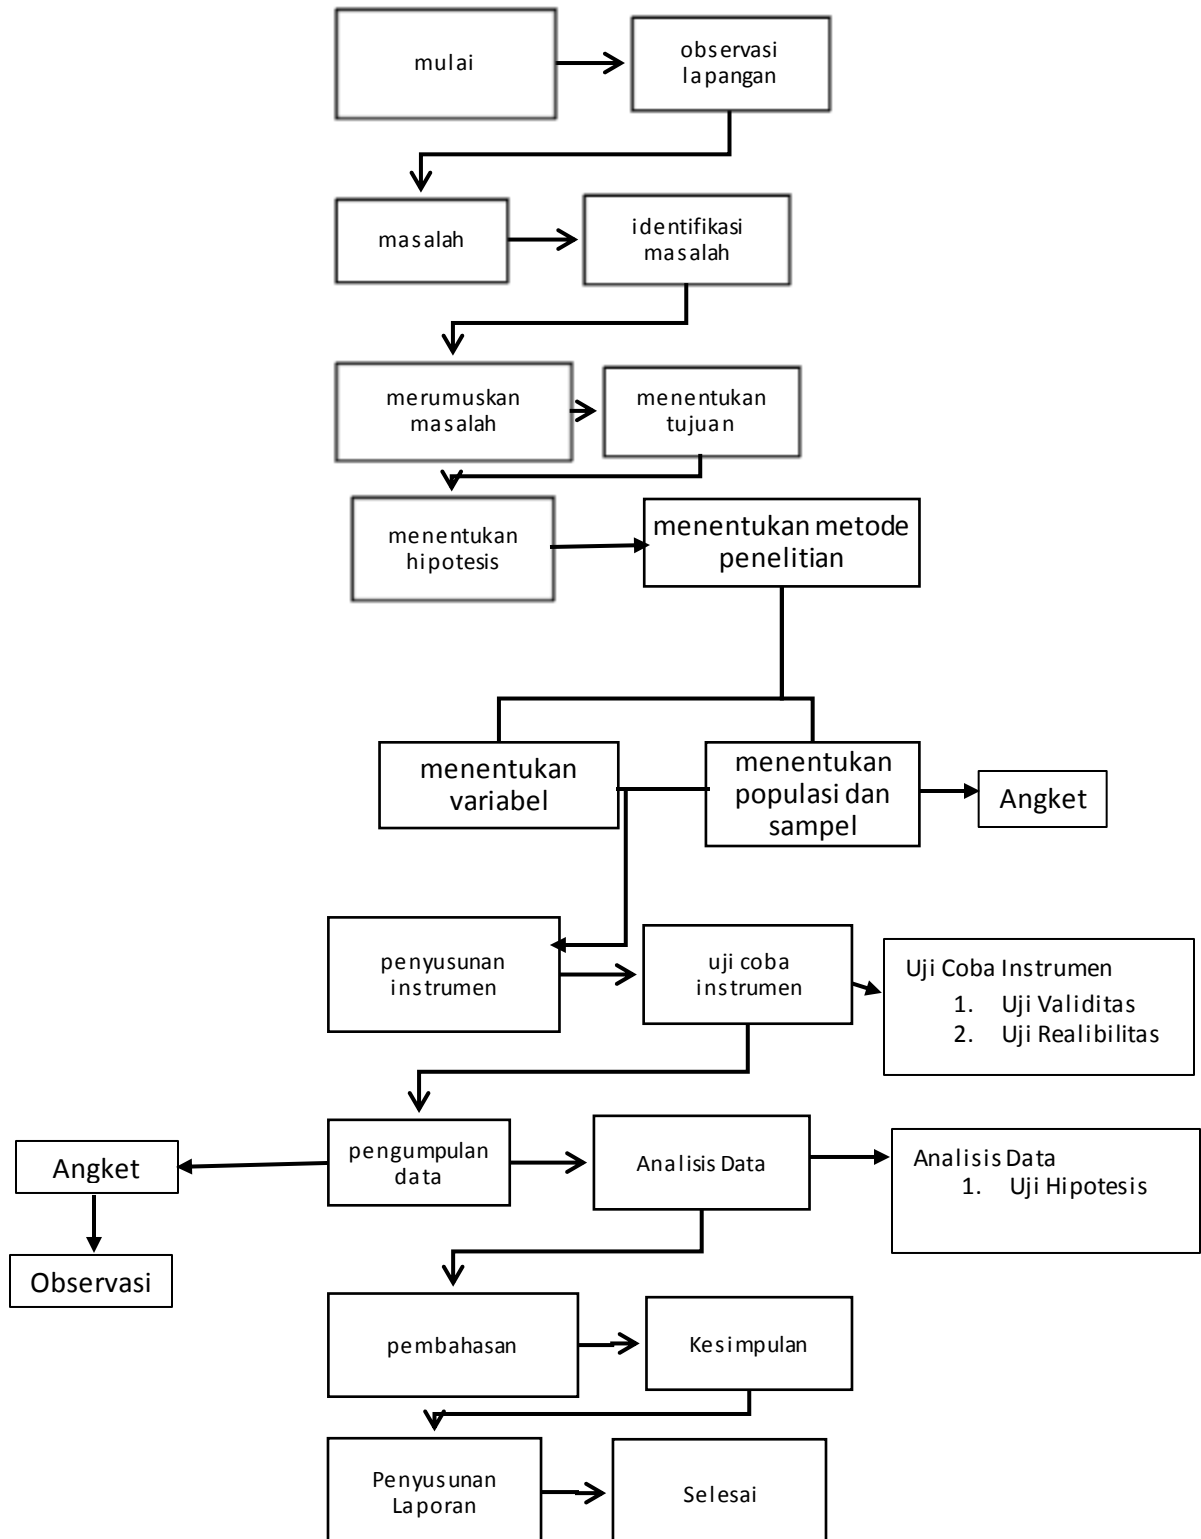 mulai
observasi
lapangan
masalah
identifikasi
masalah
merumuskan
masalah
menentukan
tujuan
menentukan
hipotesis
menentukan metode
penelitian
menentukan
variabel
menentukan
populasi dan
sampel
Angket
penyusunan
instrumen
uji coba
instrumen
Uji Coba Instrumen
1. Uji Validitas
2. Uji Realibilitas
Angket
Observasi
pengumpulan
data
Analisis Data
Analisis Data
1. Uji Hipotesis
pembahasan
Kesimpulan
Penyusunan
Laporan
Selesai